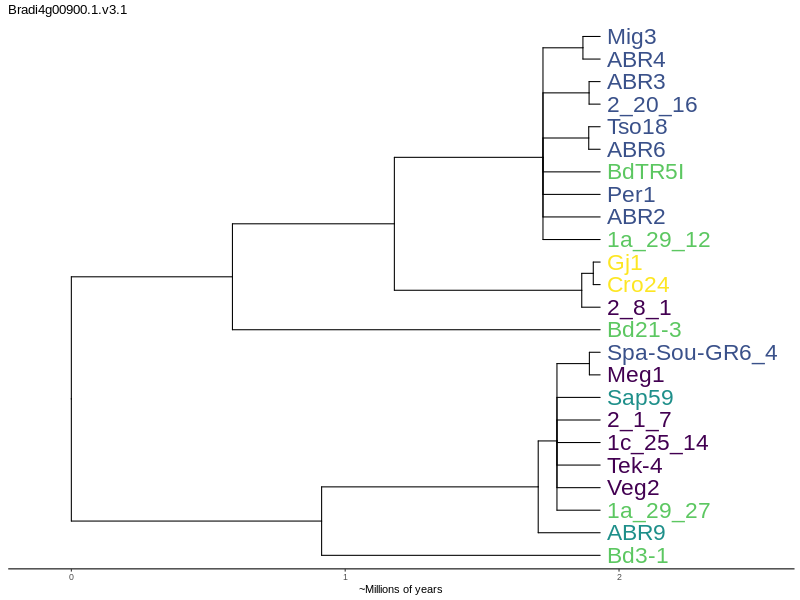 Bradi4g00900.1.v3.1
Mig3
ABR4
ABR3
2_20_16
Tso18
ABR6
BdTR5I
Per1
ABR2
1a_29_12
Gj1
Cro24
2_8_1
Bd21-3
Spa-Sou-GR6_4
Meg1
Sap59
2_1_7
1c_25_14
Tek-4
Veg2
1a_29_27
ABR9
Bd3-1
0 1 2
~Millions of years